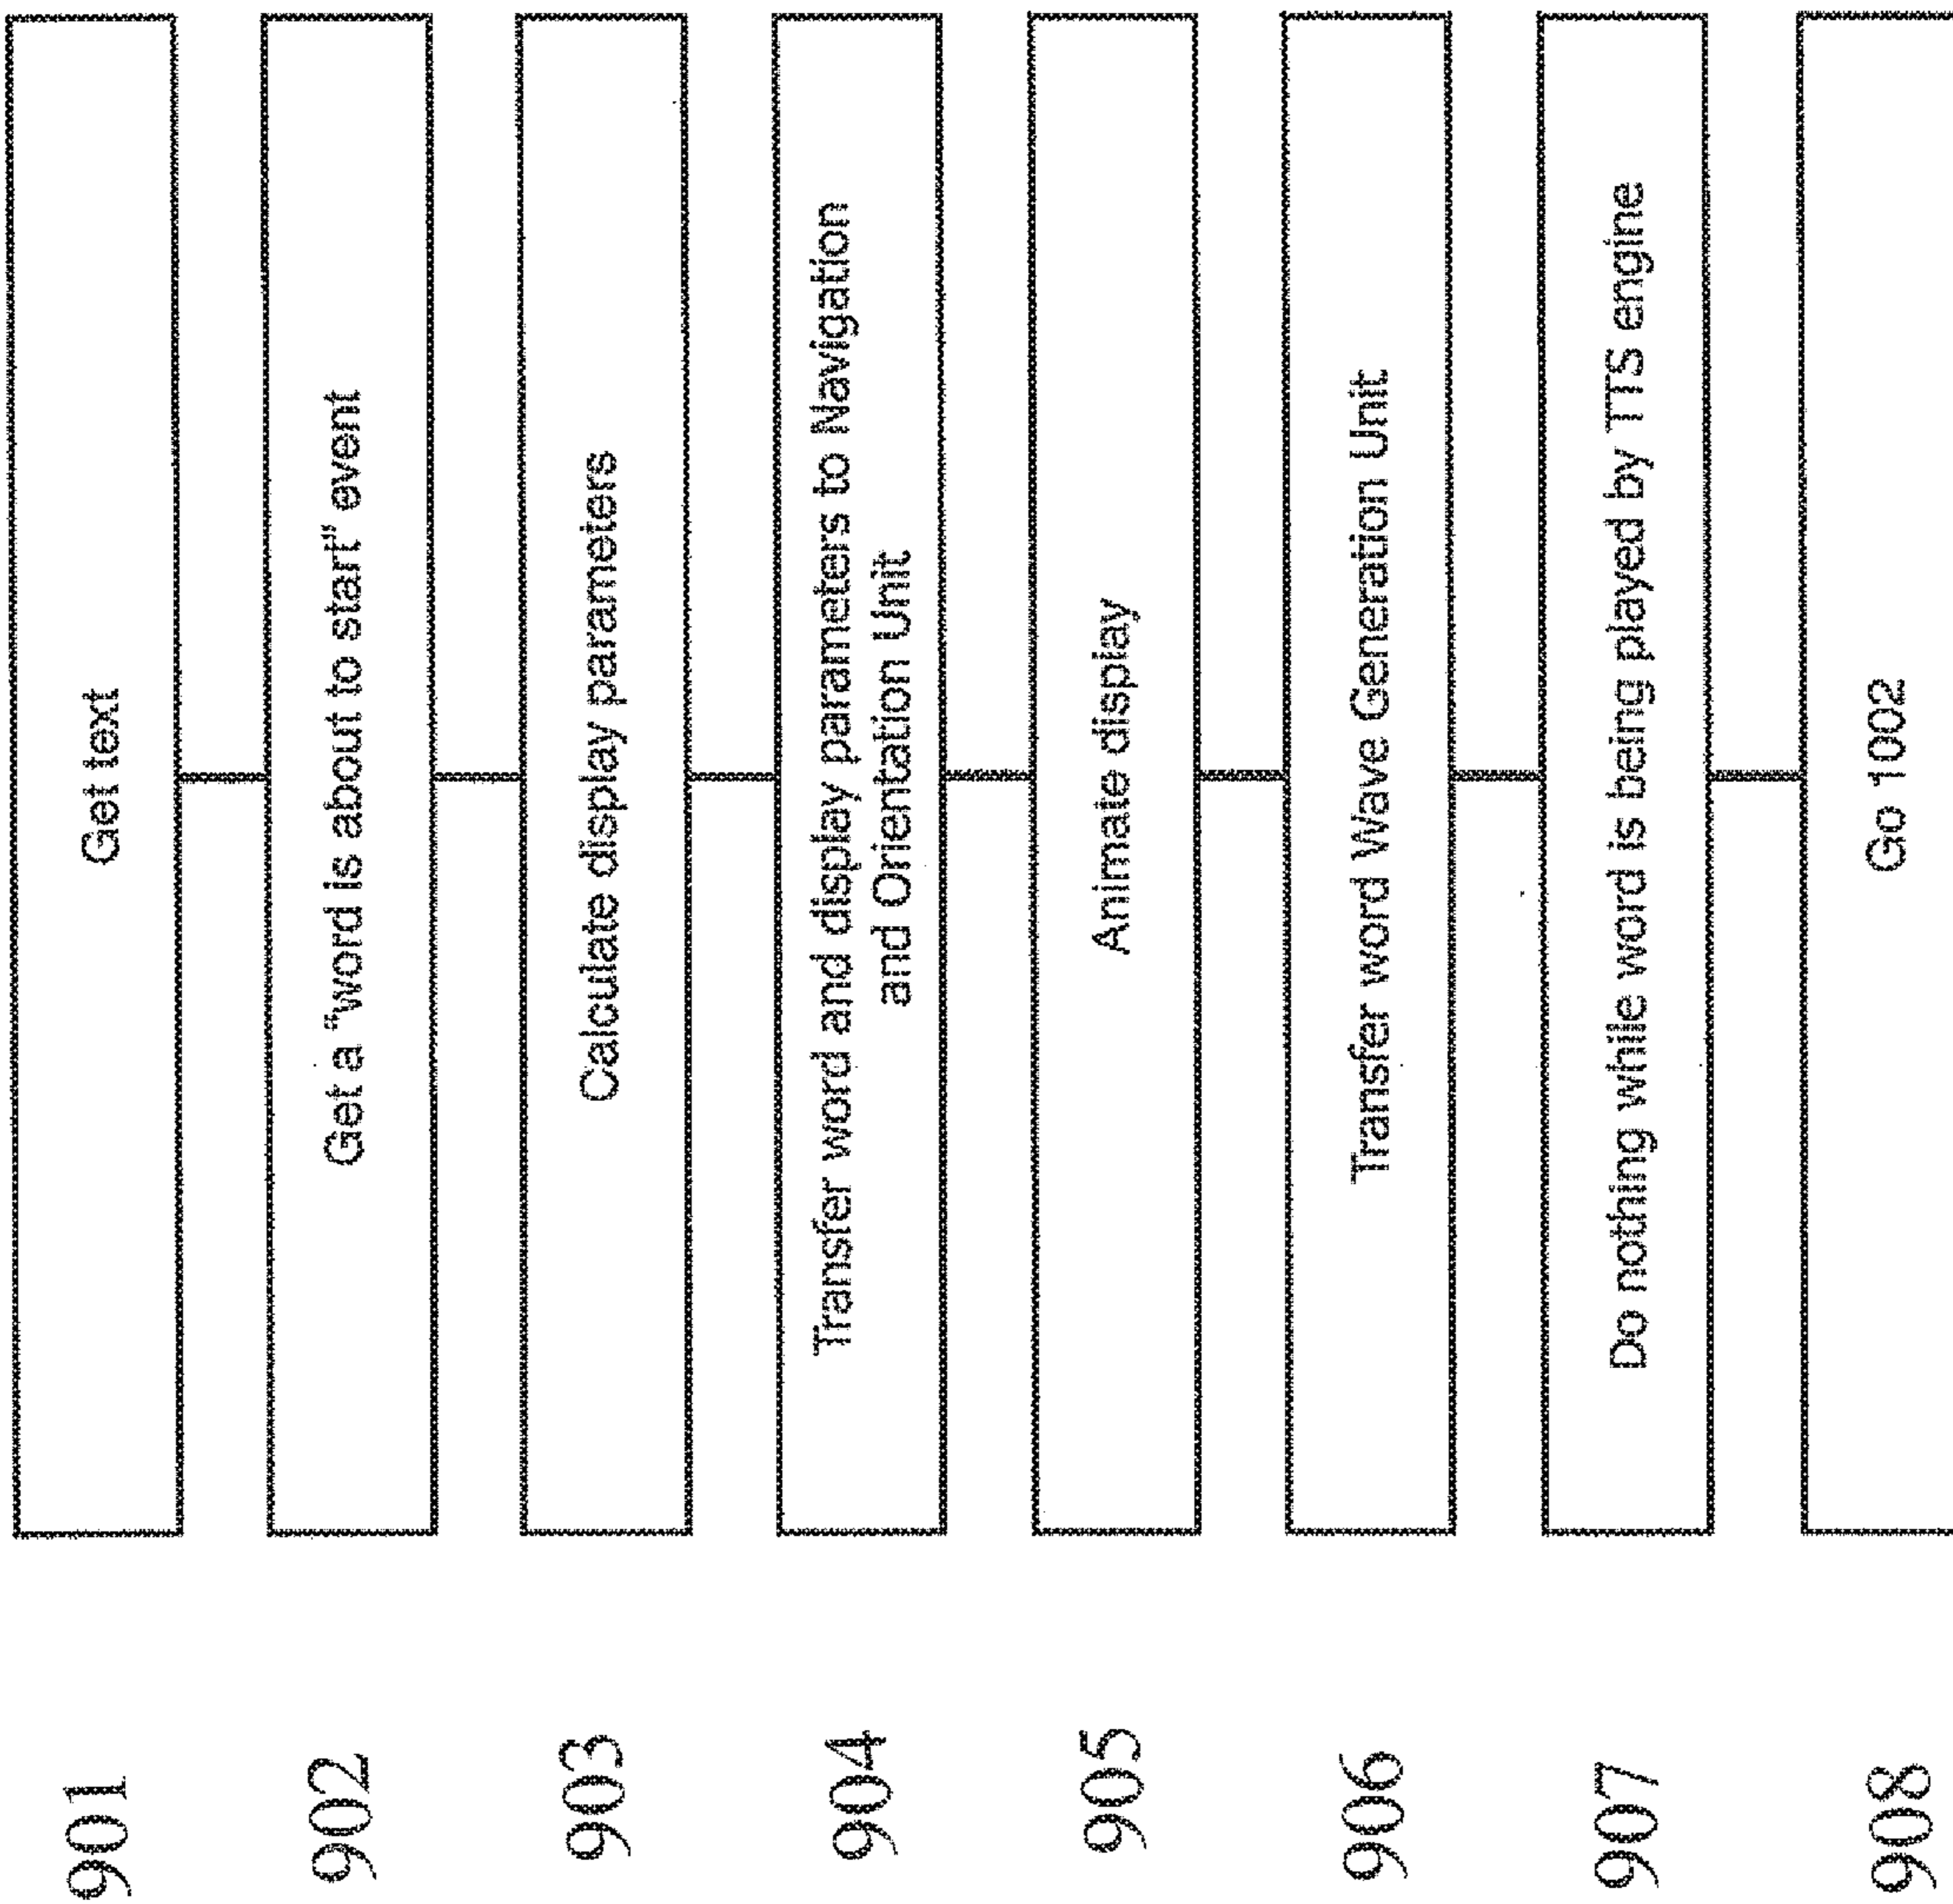 901
Get text
902
Get a "word is about to start" event
903
Calculate display parameters
904
Transfer word and display parameters to Navigation
and Orientation Unit
905
Animate display
906
Transfer word Wave Generation Unit
907
Do nothing while word is being played by TTS engine
908
Go 1002